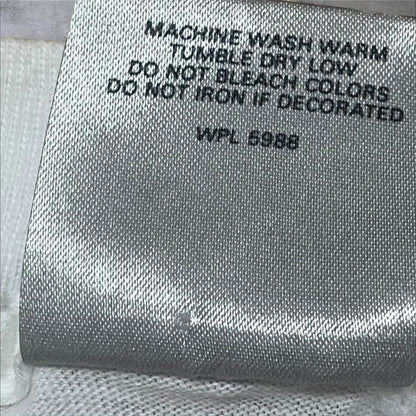 MACHINE WASH WARM
TUMBLE DRY LOW
DO NOT BLEACH COLORS
DO NOT IRON IF DECORATED
WPL 5988